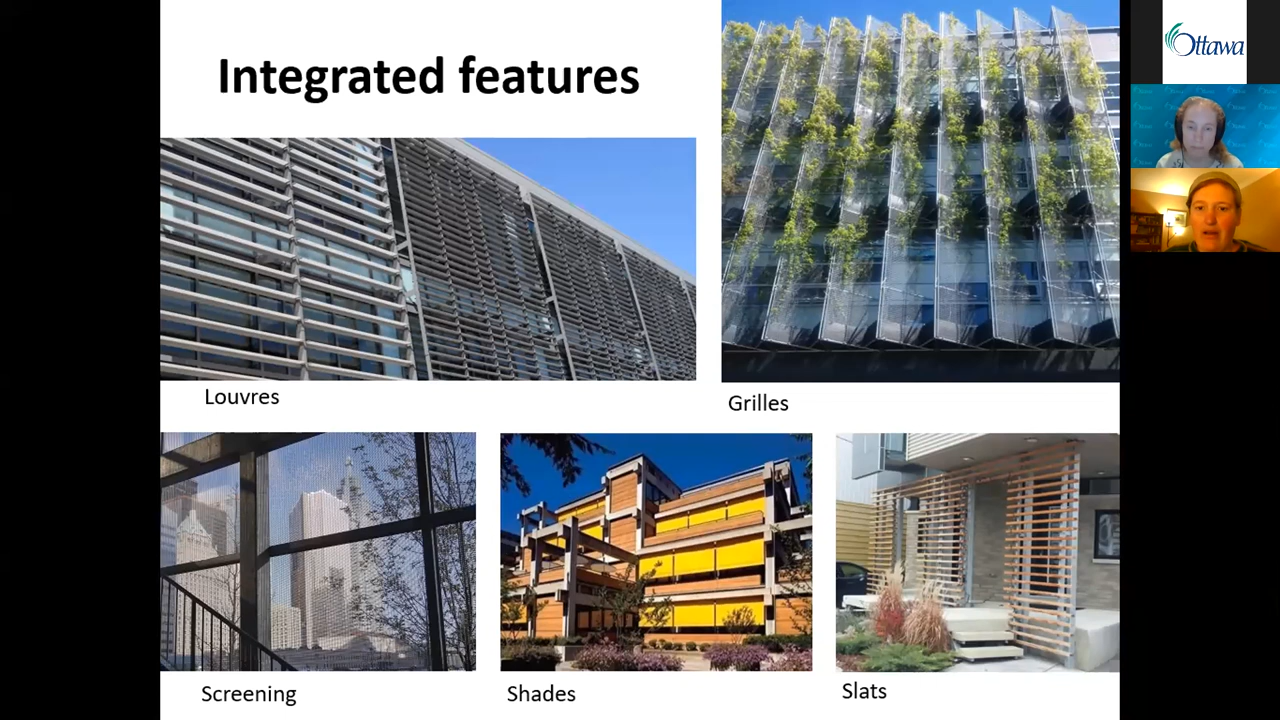 Integrated features
Ottawa
Louvres
Grilles
Screening
Shades
Slats